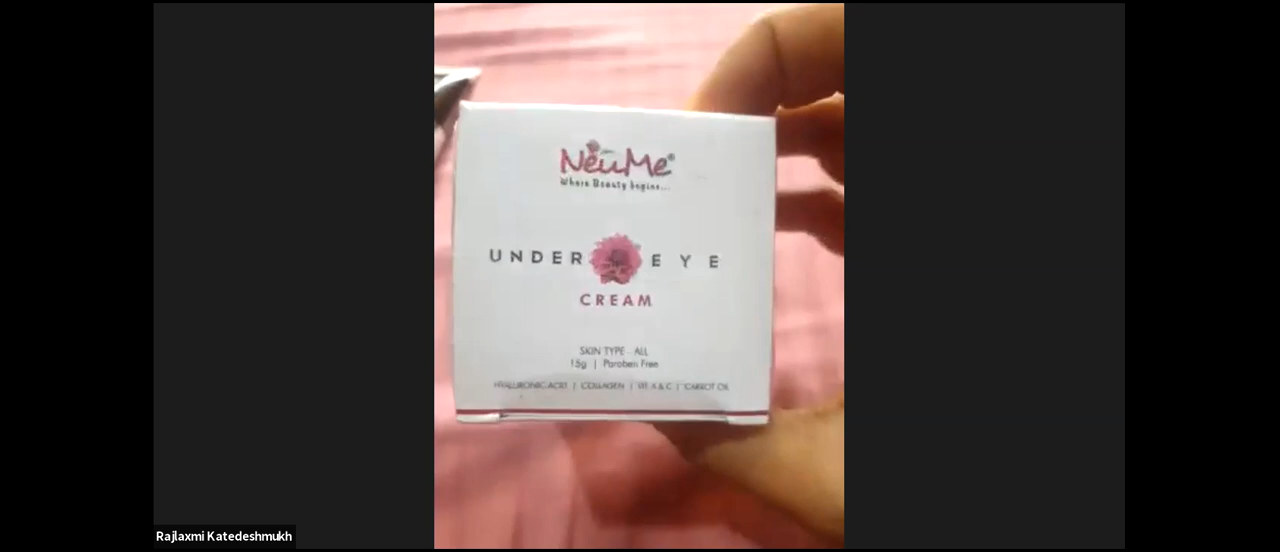 NeuMe®
Where Beauty begins...
UNDER EYE
CREAM
SKIN TYPE - ALL
15g | Paraben Free
HYALURONIC ACID | COLLAGEN | VIT A & C | CARROT OIL
Rajlaxmi Katedeshmukh